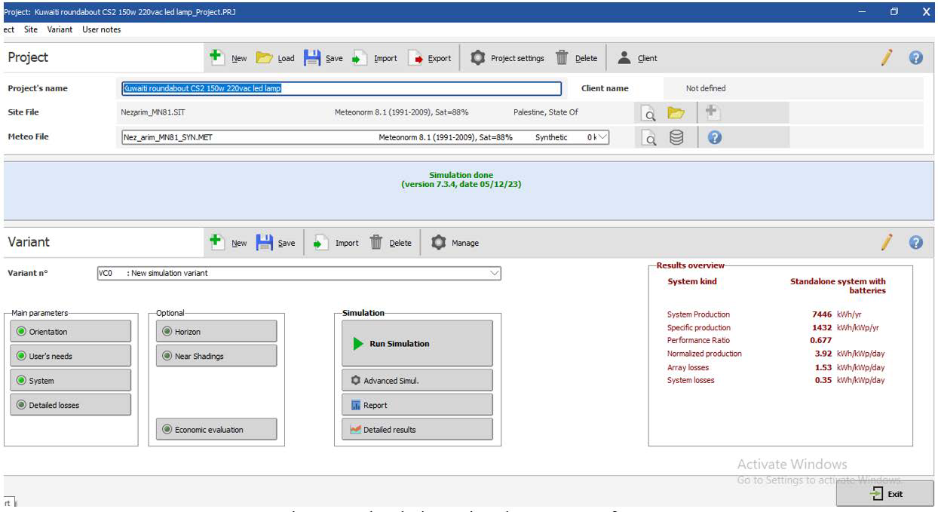 Project: Kuwaiti roundabout CS2 150w 220vac led lamp_Project.PRJ
ect Site Variant User notes
Project New Load Save Import Export Project settings Delete Client
Project's name Kuwaiti roundabout CS2 150w 220vac led lamp Client name Not defined
Site File Nezarim_MN81.SIT Meteonorm 8.1 (1991-2009), Sat=88% Palestine, State Of
Meteo File Nez_arim_MN81_SYN.MET Meteonorm 8.1 (1991-2009), Sat=88% Synthetic 0 k
Simulation done
(version 7.3.4, date 05/12/23)
Variant New Save Import Delete Manage
Variant n° VC0 : New simulation variant
Results overview
System kind Standalone system with
batteries
System Production 7446 kWh/yr
Specific production 1432 kWh/kWp/yr
Performance Ratio 0.677
Normalized production 3.92 kWh/kWp/day
Array losses 1.53 kWh/kWp/day
System losses 0.35 kWh/kWp/day
Main parameters
Orientation
User's needs
System
Detailed losses
Optional
Horizon
Near Shadings
Economic evaluation
Simulation
Run Simulation
Advanced Simul.
Report
Detailed results
Activate Windows
Go to Settings to activate Windows.
Exit
rt